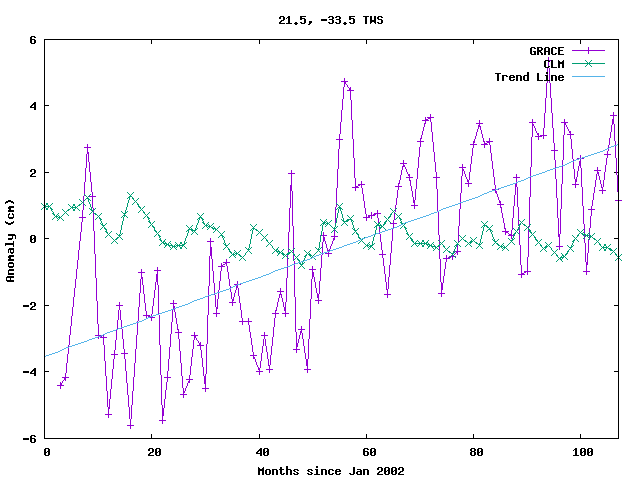 21.5, -33.5 TWS
GRACE
CLM
Trend Line
6
4
2
0
-2
-4
-6
Anomaly (cm)
0 20 40 60 80 100
Months since Jan 2002